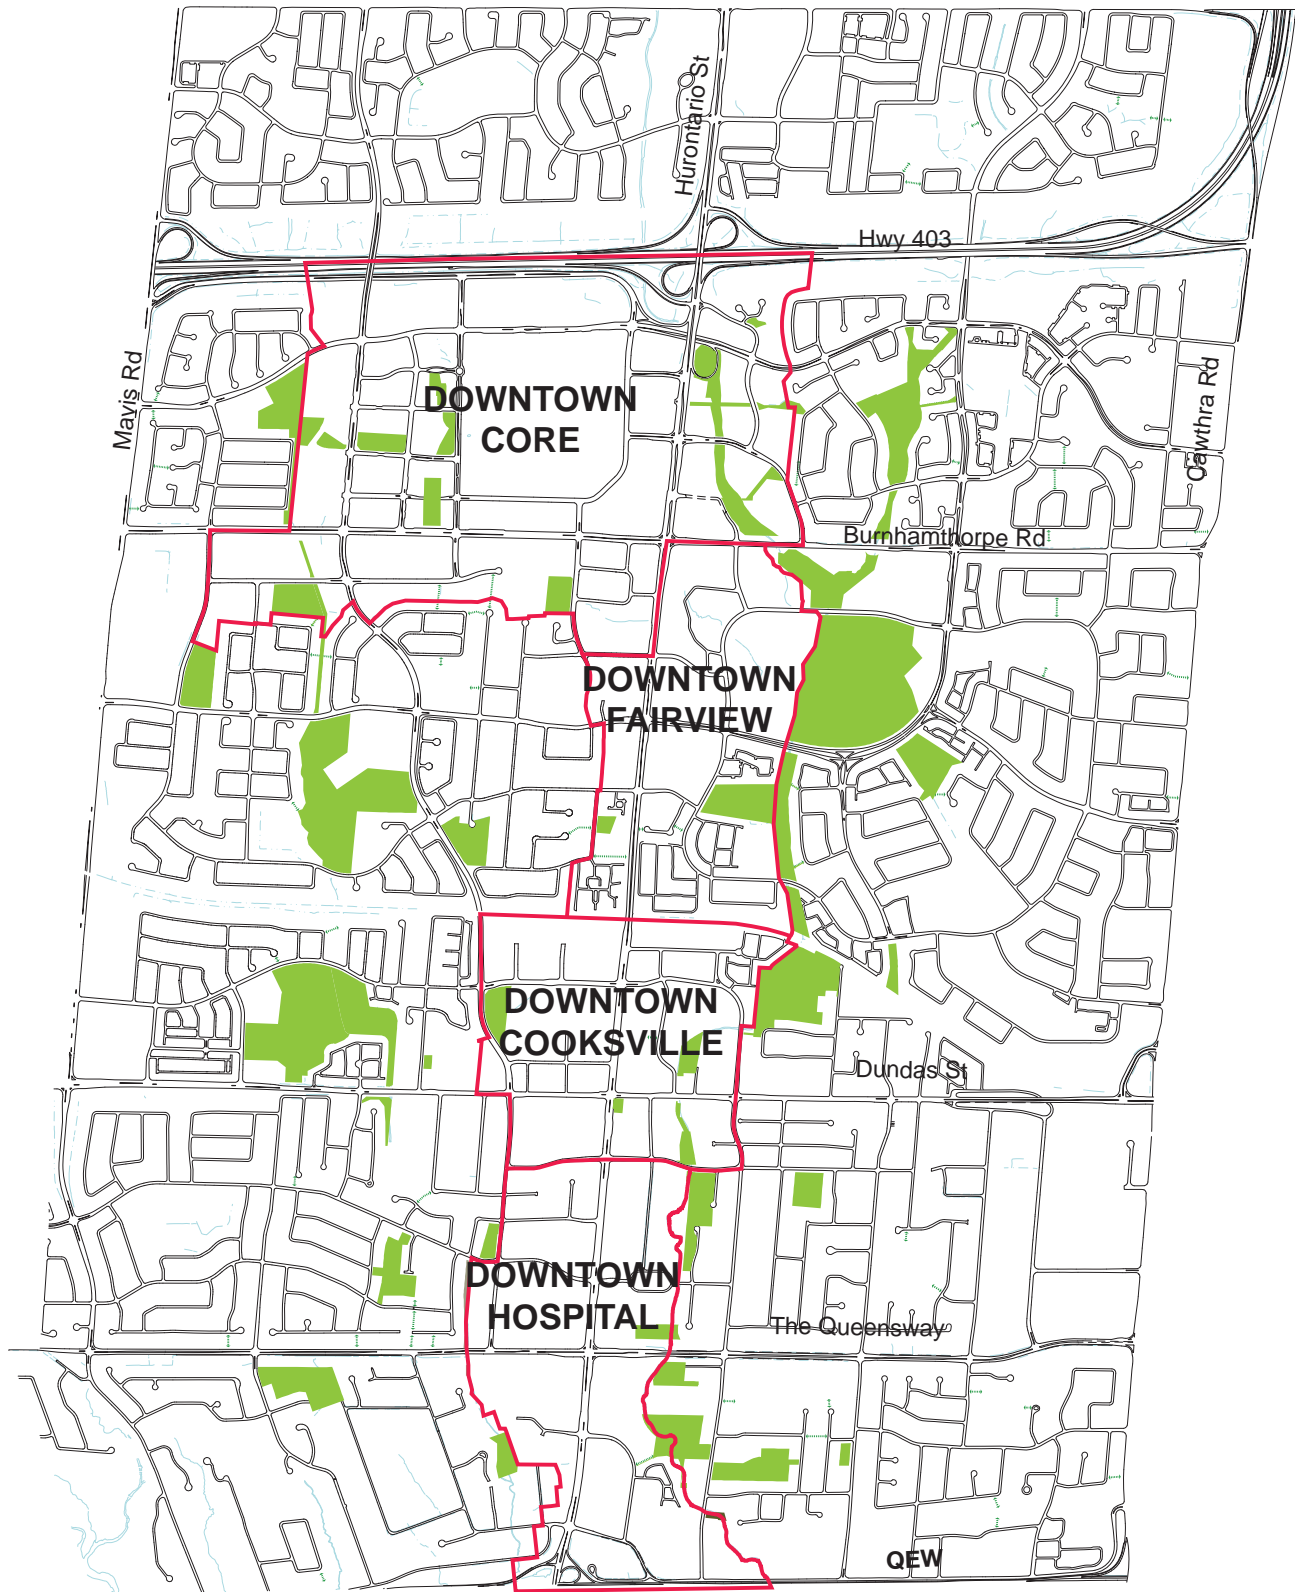 Hurontario St
Hwy 403
Mavis Rd
Cawthra Rd
DOWNTOWN
CORE
Burnhamthorpe Rd
DOWNTOWN
FAIRVIEW
DOWNTOWN
COOKSVILLE
Dundas St
DOWNTOWN
HOSPITAL
The Queensway
QEW